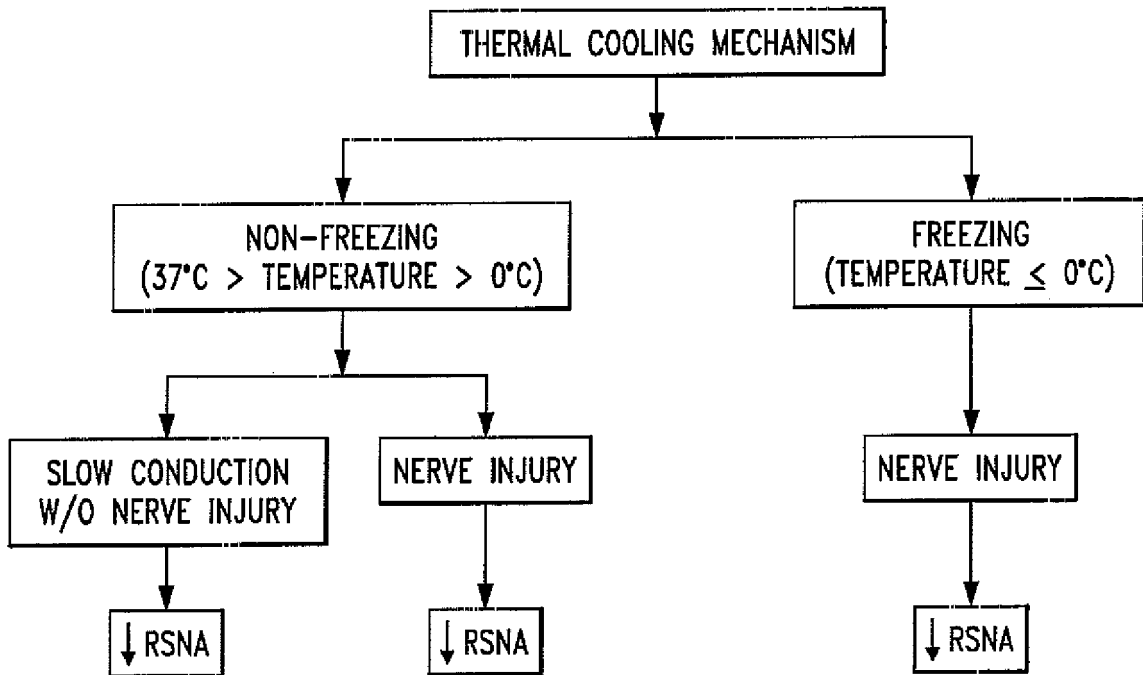 THERMAL COOLING MECHANISM
NON-FREEZING
(37°C > TEMPERATURE > 0°C)
FREEZING
(TEMPERATURE ≤ 0°C)
SLOW CONDUCTION
W/O NERVE INJURY
NERVE INJURY
NERVE INJURY
↓ RSNA
↓ RSNA
↓ RSNA